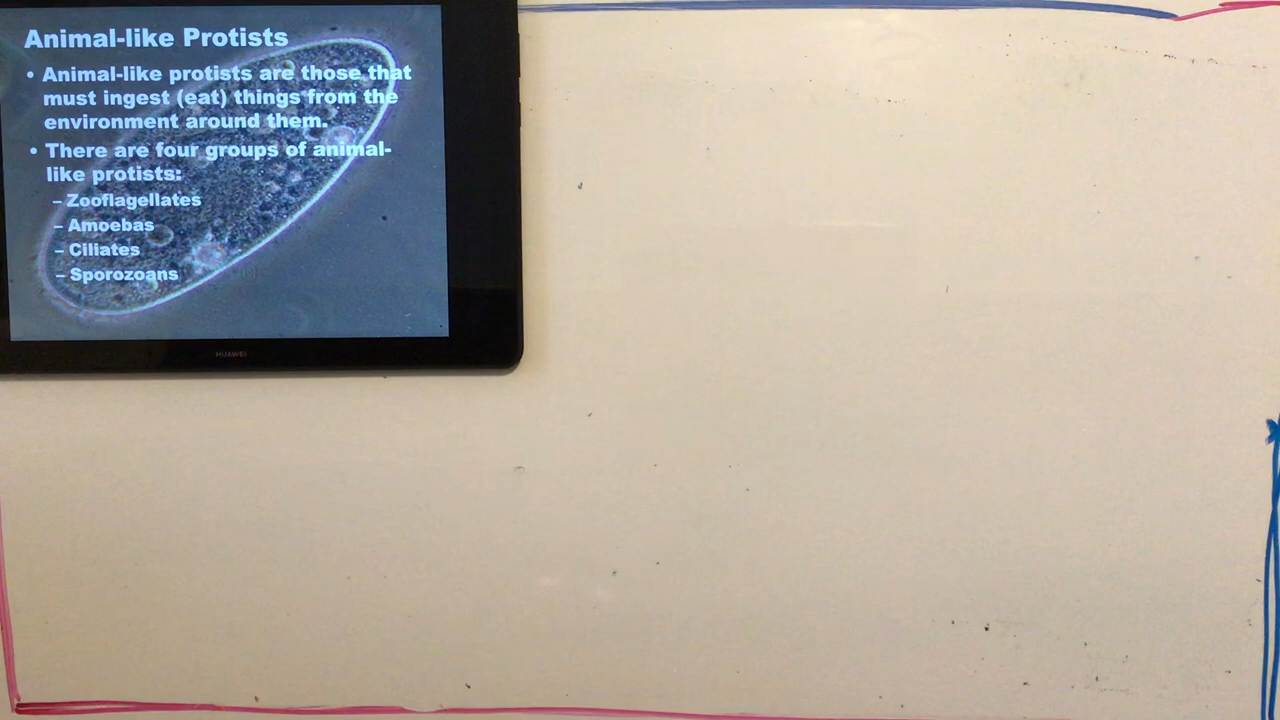 Animal-like Protists
• Animal-like protists are those that
must ingest (eat) things from the
environment around them.
• There are four groups of animal-
like protists:
– Zooflagellates
– Amoebas
– Ciliates
– Sporozoans
HUAWEI